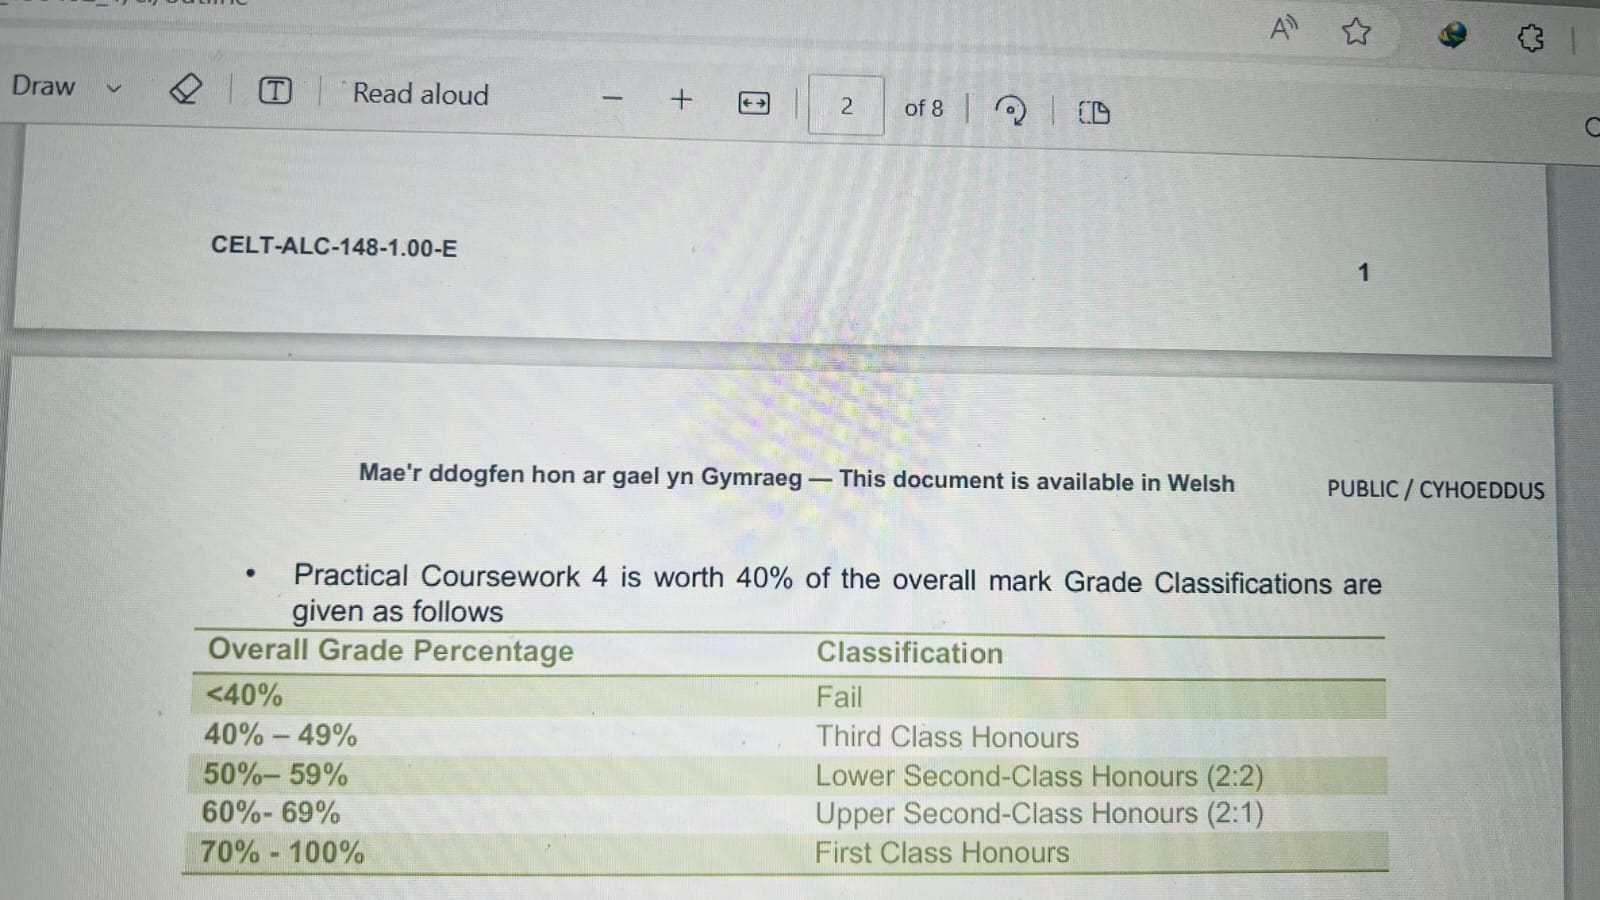 Draw
T
Read aloud
2
of 8
CELT-ALC-148-1.00-E
1
Mae'r ddogfen hon ar gael yn Gymraeg — This document is available in Welsh
PUBLIC / CYHOEDDUS
• Practical Coursework 4 is worth 40% of the overall mark Grade Classifications are
given as follows
Overall Grade Percentage Classification
<40% Fail
40% – 49% Third Class Honours
50%– 59% Lower Second-Class Honours (2:2)
60%- 69% Upper Second-Class Honours (2:1)
70% - 100% First Class Honours